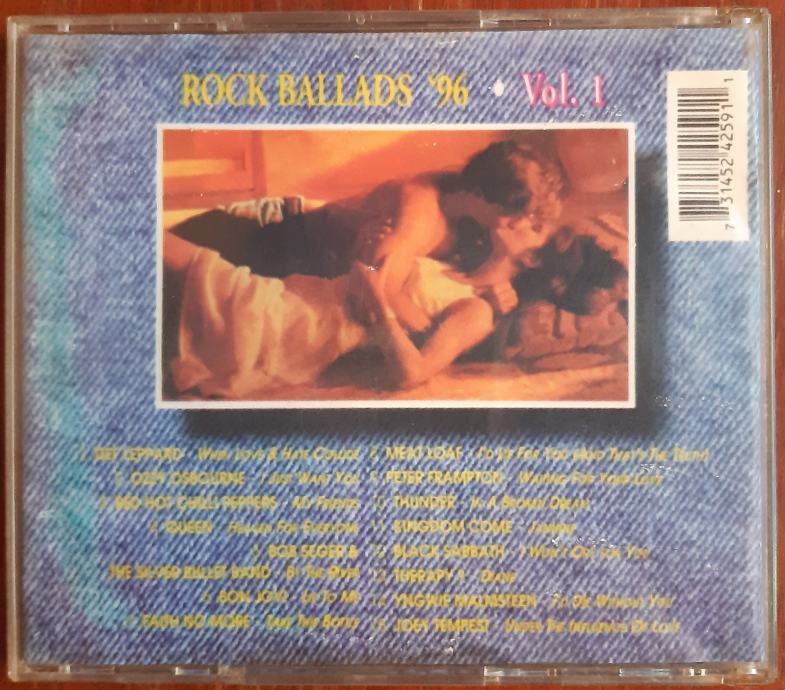 ROCK BALLADS '96 • Vol. 1
7 31452 42591 1
1. DEF LEPPARD - When Love & Hate Collide
2. OZZY OSBOURNE - I Just Want You
3. RED HOT CHILI PEPPERS - My Friends
4. QUEEN - Heaven For Everyone
5. BOB SEGER &
THE SILVER BULLET BAND - By The River
6. BON JOVI - Lie To Me
7. FAITH NO MORE - Take This Bottle
8. MEAT LOAF - I'd Lie For You (And That's The Truth)
9. PETER FRAMPTON - Waiting For Your Love
10. THUNDER - In A Broken Dream
11. KINGDOM COME -
12. BLACK SABBATH - I Won't Cry For You
13. THERAPY ? - Diane
14. YNGWIE MALMSTEEN - I'd Die Without You
15. JOEY TEMPEST - Under The Influence Of Love